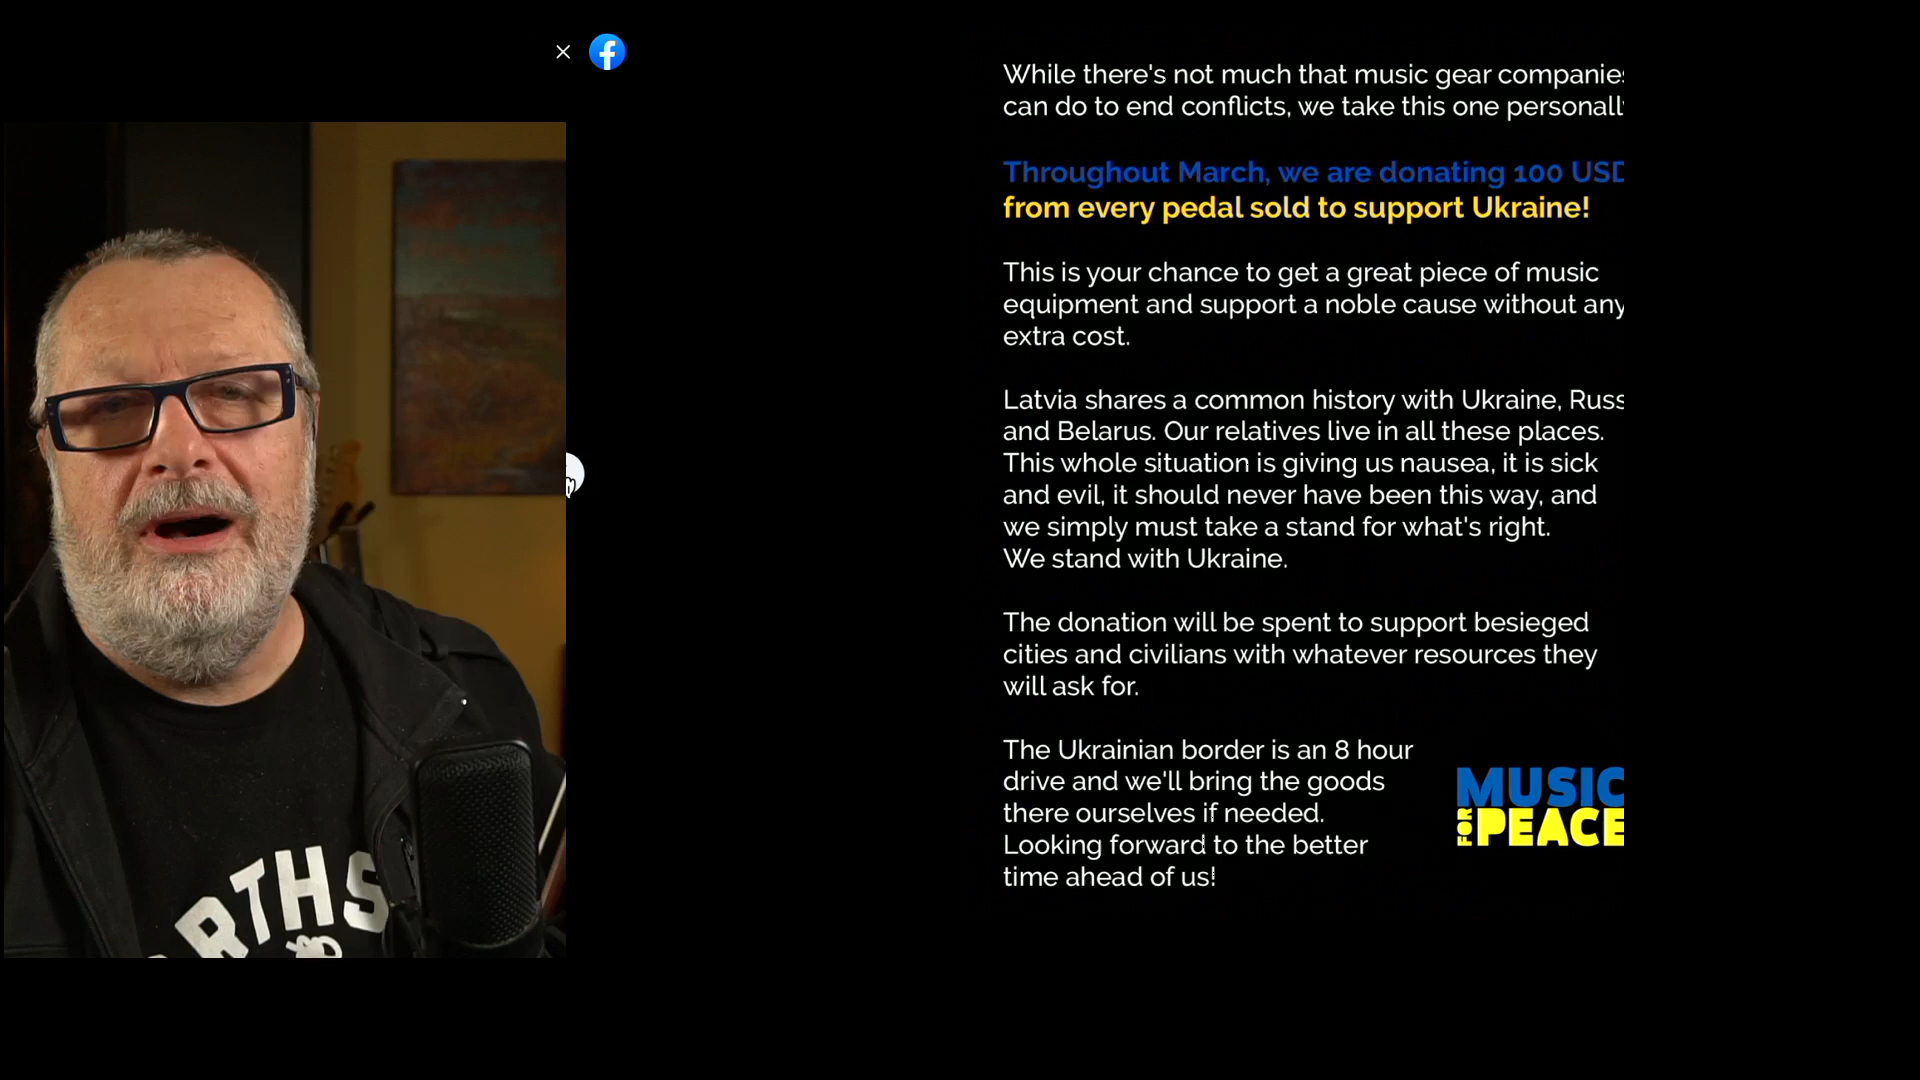 While there's not much that music gear companies
can do to end conflicts, we take this one personally
Throughout March, we are donating 100 USD
from every pedal sold to support Ukraine!
This is your chance to get a great piece of music
equipment and support a noble cause without any
extra cost.
Latvia shares a common history with Ukraine, Russ
and Belarus. Our relatives live in all these places.
This whole situation is giving us nausea, it is sick
and evil, it should never have been this way, and
we simply must take a stand for what's right.
We stand with Ukraine.
The donation will be spent to support besieged
cities and civilians with whatever resources they
will ask for.
The Ukrainian border is an 8 hour
drive and we'll bring the goods
there ourselves if needed.
Looking forward to the better
time ahead of us!
MUSIC
FOR PEACE
RTHS